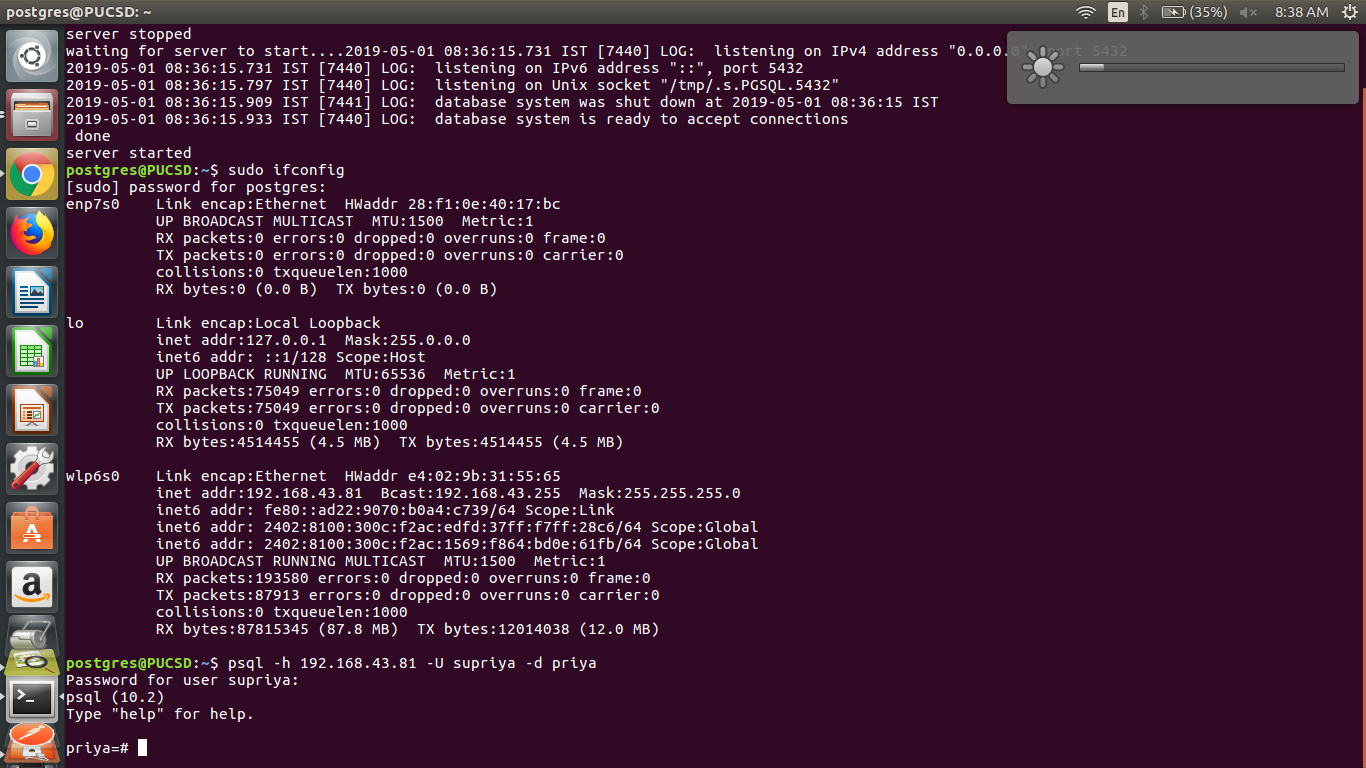 postgres@PUCSD: ~
En
(35%)
8:38 AM
server stopped
waiting for server to start....2019-05-01 08:36:15.731 IST [7440] LOG:  listening on IPv4 address "0.0.0.0", port 5432
2019-05-01 08:36:15.731 IST [7440] LOG:  listening on IPv6 address "::", port 5432
2019-05-01 08:36:15.797 IST [7440] LOG:  listening on Unix socket "/tmp/.s.PGSQL.5432"
2019-05-01 08:36:15.909 IST [7441] LOG:  database system was shut down at 2019-05-01 08:36:15 IST
2019-05-01 08:36:15.933 IST [7440] LOG:  database system is ready to accept connections
 done
server started
postgres@PUCSD:~$ sudo ifconfig
[sudo] password for postgres:
enp7s0    Link encap:Ethernet  HWaddr 28:f1:0e:40:17:bc
          UP BROADCAST MULTICAST  MTU:1500  Metric:1
          RX packets:0 errors:0 dropped:0 overruns:0 frame:0
          TX packets:0 errors:0 dropped:0 overruns:0 carrier:0
          collisions:0 txqueuelen:1000
          RX bytes:0 (0.0 B)  TX bytes:0 (0.0 B)
lo        Link encap:Local Loopback
          inet addr:127.0.0.1  Mask:255.0.0.0
          inet6 addr: ::1/128 Scope:Host
          UP LOOPBACK RUNNING  MTU:65536  Metric:1
          RX packets:75049 errors:0 dropped:0 overruns:0 frame:0
          TX packets:75049 errors:0 dropped:0 overruns:0 carrier:0
          collisions:0 txqueuelen:1000
          RX bytes:4514455 (4.5 MB)  TX bytes:4514455 (4.5 MB)
wlp6s0    Link encap:Ethernet  HWaddr e4:02:9b:31:55:65
          inet addr:192.168.43.81  Bcast:192.168.43.255  Mask:255.255.255.0
          inet6 addr: fe80::ad22:9070:b0a4:c739/64 Scope:Link
          inet6 addr: 2402:8100:300c:f2ac:edfd:37ff:f7ff:28c6/64 Scope:Global
          inet6 addr: 2402:8100:300c:f2ac:1569:f864:bd0e:61fb/64 Scope:Global
          UP BROADCAST RUNNING MULTICAST  MTU:1500  Metric:1
          RX packets:193580 errors:0 dropped:0 overruns:0 frame:0
          TX packets:87913 errors:0 dropped:0 overruns:0 carrier:0
          collisions:0 txqueuelen:1000
          RX bytes:87815345 (87.8 MB)  TX bytes:12014038 (12.0 MB)
postgres@PUCSD:~$ psql -h 192.168.43.81 -U supriya -d priya
Password for user supriya:
psql (10.2)
Type "help" for help.
priya=#